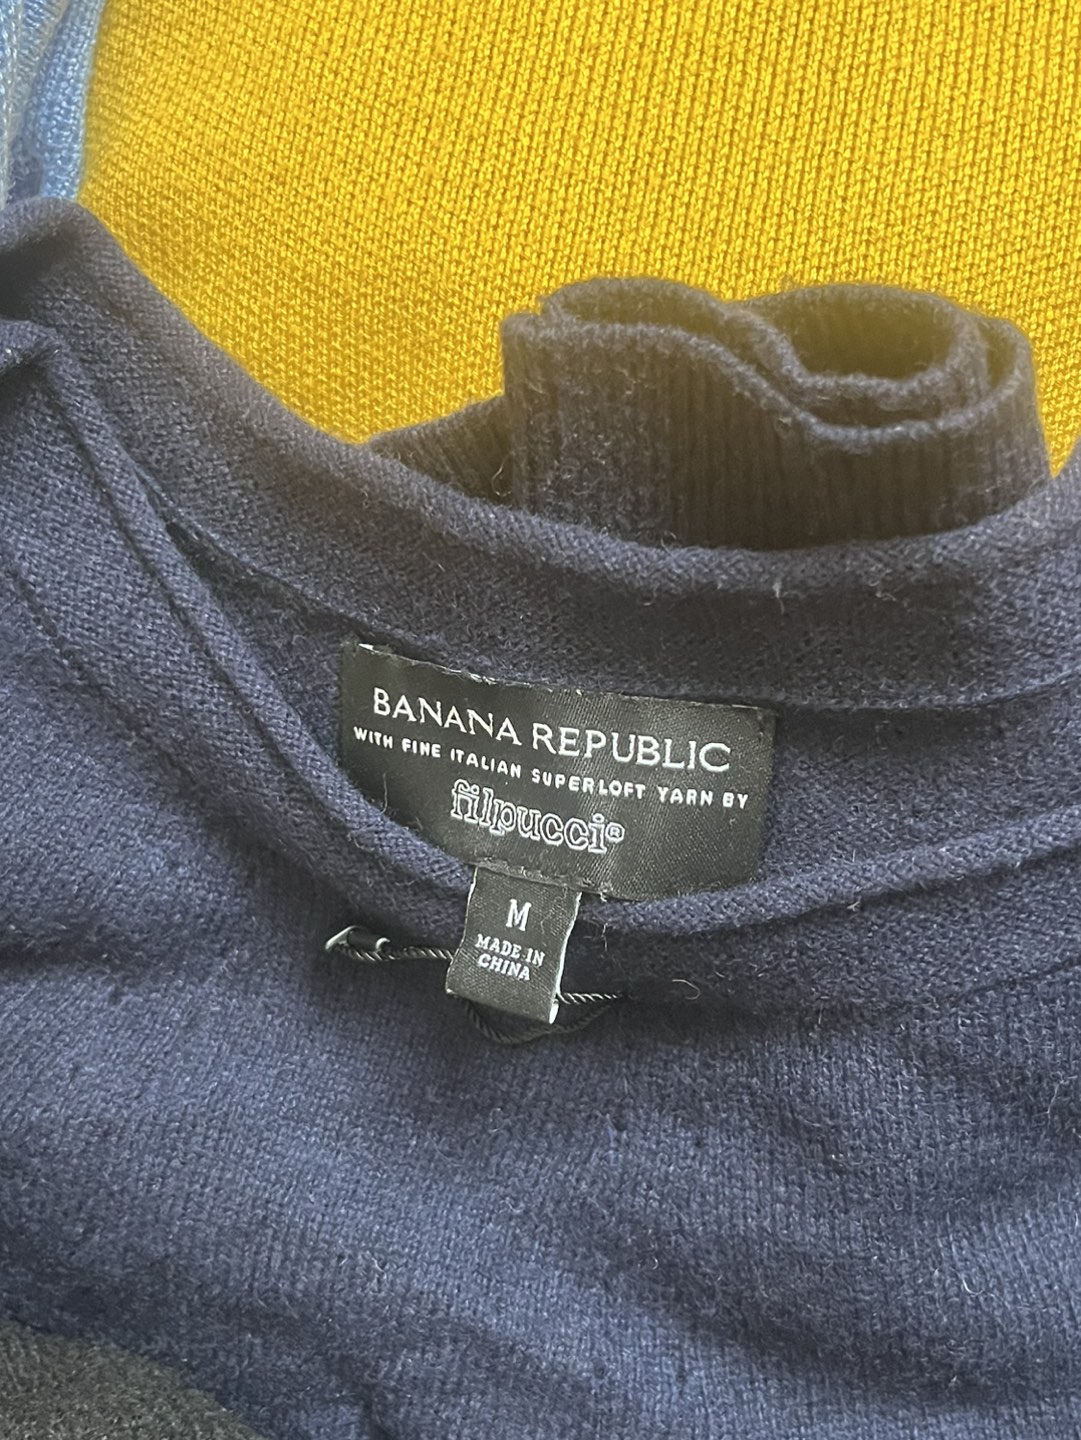 BANANA REPUBLIC
WITH FINE ITALIAN SUPERLOFT YARN BY
filpucci®
M
MADE IN
CHINA